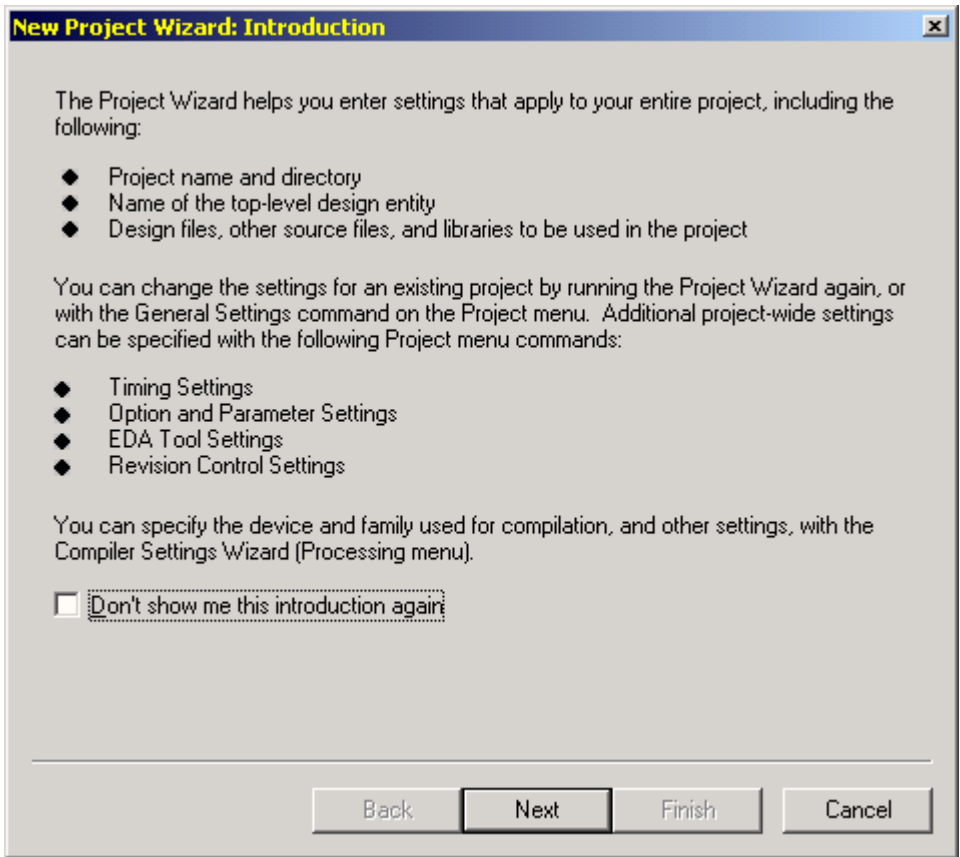 New Project Wizard: Introduction
The Project Wizard helps you enter settings that apply to your entire project, including the
following:
Project name and directory
Name of the top-level design entity
Design files, other source files, and libraries to be used in the project
You can change the settings for an existing project by running the Project Wizard again, or
with the General Settings command on the Project menu.  Additional project-wide settings
can be specified with the following Project menu commands:
Timing Settings
Option and Parameter Settings
EDA Tool Settings
Revision Control Settings
You can specify the device and family used for compilation, and other settings, with the
Compiler Settings Wizard (Processing menu).
Don't show me this introduction again
Back Next Finish Cancel